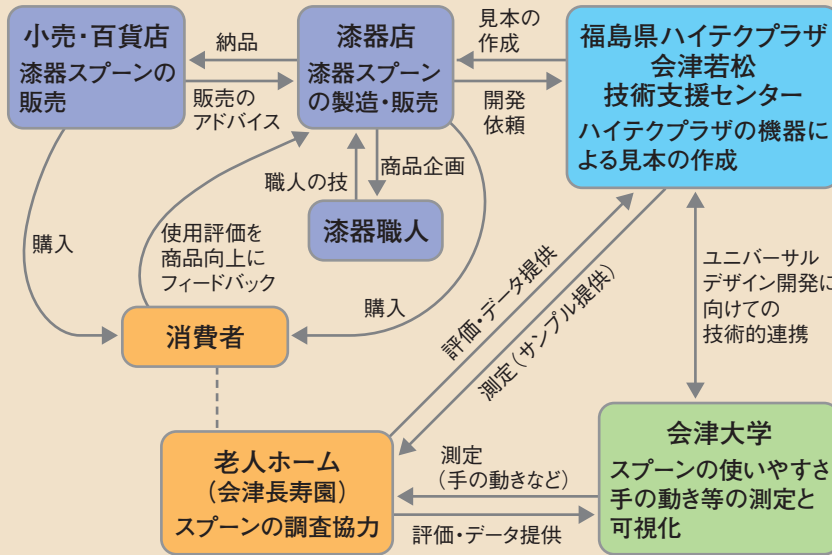 小売・百貨店
漆器スプーンの
販売
納品
販売の
アドバイス
漆器店
漆器スプーン
の製造・販売
見本の
作成
開発
依頼
福島県ハイテクプラザ
会津若松
技術支援センター
ハイテクプラザの機器に
よる見本の作成
職人の技
商品企画
漆器職人
購入
使用評価を
商品向上に
フィードバック
購入
消費者
評価・データ提供
測定(サンプル提供)
ユニバーサル
デザイン開発に
向けての
技術的連携
老人ホーム
(会津長寿園)
スプーンの調査協力
測定
(手の動きなど)
評価・データ提供
会津大学
スプーンの使いやすさ
手の動き等の測定と
可視化